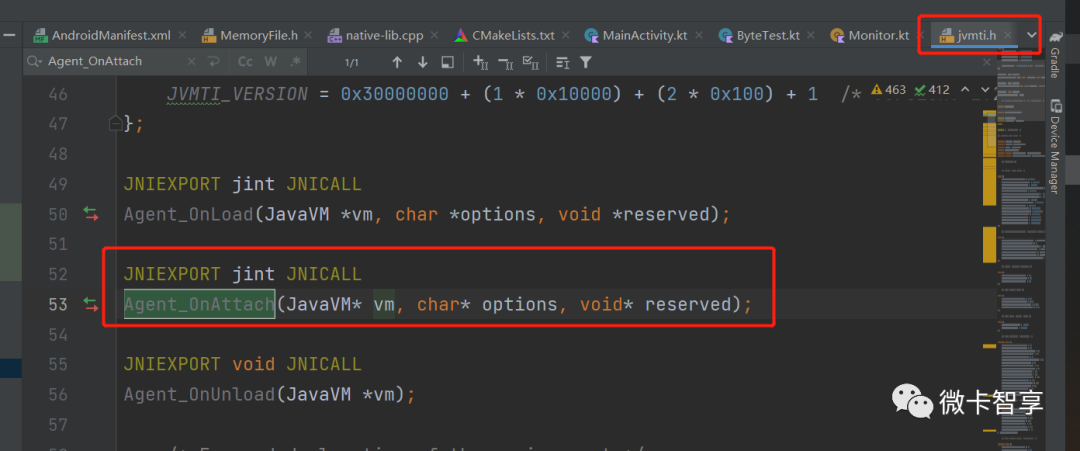 AndroidManifest.xml MemoryFile.h native-lib.cpp CMakeLists.txt MainActivity.kt ByteTest.kt Monitor.kt jvmti.h
Agent_OnAttach Cc W .* 1/1
46 JVMTI_VERSION = 0x30000000 + (1 * 0x10000) + (2 * 0x100) + 1 /* 463 412
47 };
48
49 JNIEXPORT jint JNICALL
50 Agent_OnLoad(JavaVM *vm, char *options, void *reserved);
51
52 JNIEXPORT jint JNICALL
53 Agent_OnAttach(JavaVM* vm, char* options, void* reserved);
54
55 JNIEXPORT void JNICALL
56 Agent_OnUnload(JavaVM *vm);
57
Gradle
Device Manager
微卡智享